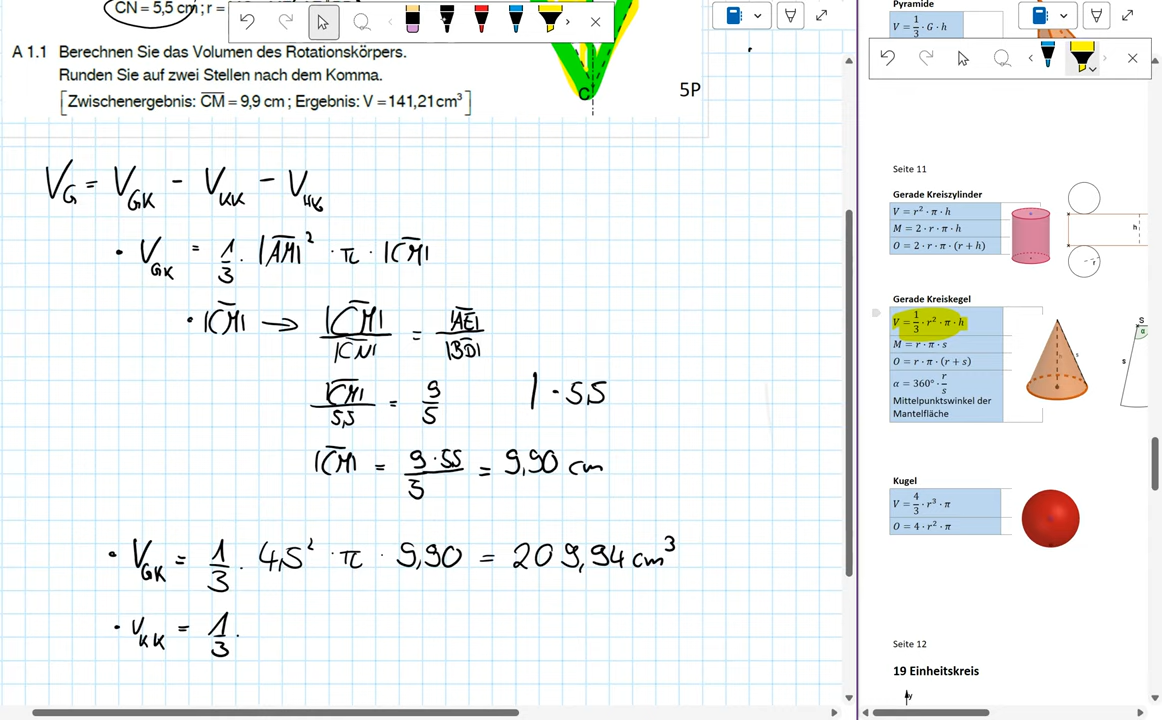 CN = 5,5 cm ; r =
A 1.1 Berechnen Sie das Volumen des Rotationskörpers.
Runden Sie auf zwei Stellen nach dem Komma.
[ Zwischenergebnis: CM = 9,9 cm ; Ergebnis: V = 141,21 cm³ ]
C
5P
V_G = V_GK - V_KK - V_HK
· V_GK = 1/3 · |AM|² · π · |CM|
· |CM| → |CM| / |CN| = |AE| / |BD|
|CM| / 5,5 = 9/5 | · 5,5
|CM| = 9 · 5,5 / 5 = 9,90 cm
· V_GK = 1/3 · 4,5² · π · 9,90 = 209,94 cm³
· V_KK = 1/3 ·
Pyramide
V = 1/3 · G · h
Seite 11
Gerade Kreiszylinder
V = r² · π · h
M = 2 · r · π · h
O = 2 · r · π · (r + h)
h
r
Gerade Kreiskegel
V = 1/3 · r² · π · h
M = r · π · s
O = r · π · (r + s)
α = 360° · r/s
Mittelpunktswinkel der
Mantelfläche
s
S
α
s
Kugel
V = 4/3 · r³ · π
O = 4 · r² · π
Seite 12
19 Einheitskreis
y